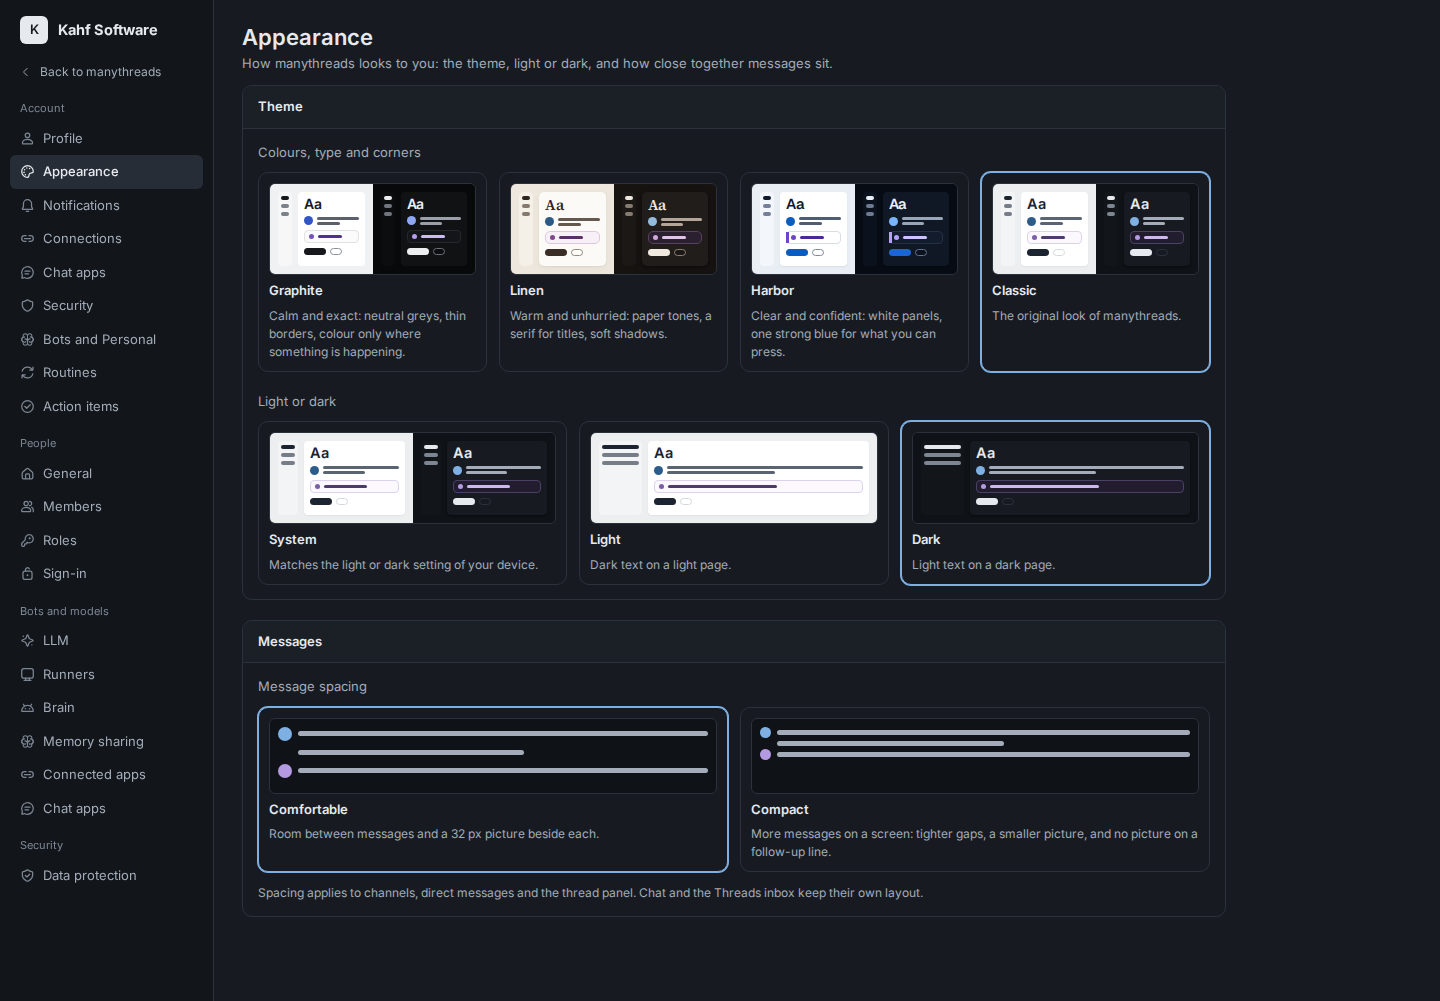 K Kahf Software
Back to manythreads
Account
Profile
Appearance
Notifications
Connections
Chat apps
Security
Bots and Personal
Routines
Action items
People
General
Members
Roles
Sign-in
Bots and models
LLM
Runners
Brain
Memory sharing
Connected apps
Chat apps
Security
Data protection
Appearance
How manythreads looks to you: the theme, light or dark, and how close together messages sit.
Theme
Colours, type and corners
Aa Aa
Graphite
Calm and exact: neutral greys, thin
borders, colour only where
something is happening.
Aa Aa
Linen
Warm and unhurried: paper tones, a
serif for titles, soft shadows.
Aa Aa
Harbor
Clear and confident: white panels,
one strong blue for what you can
press.
Aa Aa
Classic
The original look of manythreads.
Light or dark
Aa Aa
System
Matches the light or dark setting of your device.
Aa
Light
Dark text on a light page.
Aa
Dark
Light text on a dark page.
Messages
Message spacing
Comfortable
Room between messages and a 32 px picture beside each.
Compact
More messages on a screen: tighter gaps, a smaller picture, and no picture on a
follow-up line.
Spacing applies to channels, direct messages and the thread panel. Chat and the Threads inbox keep their own layout.